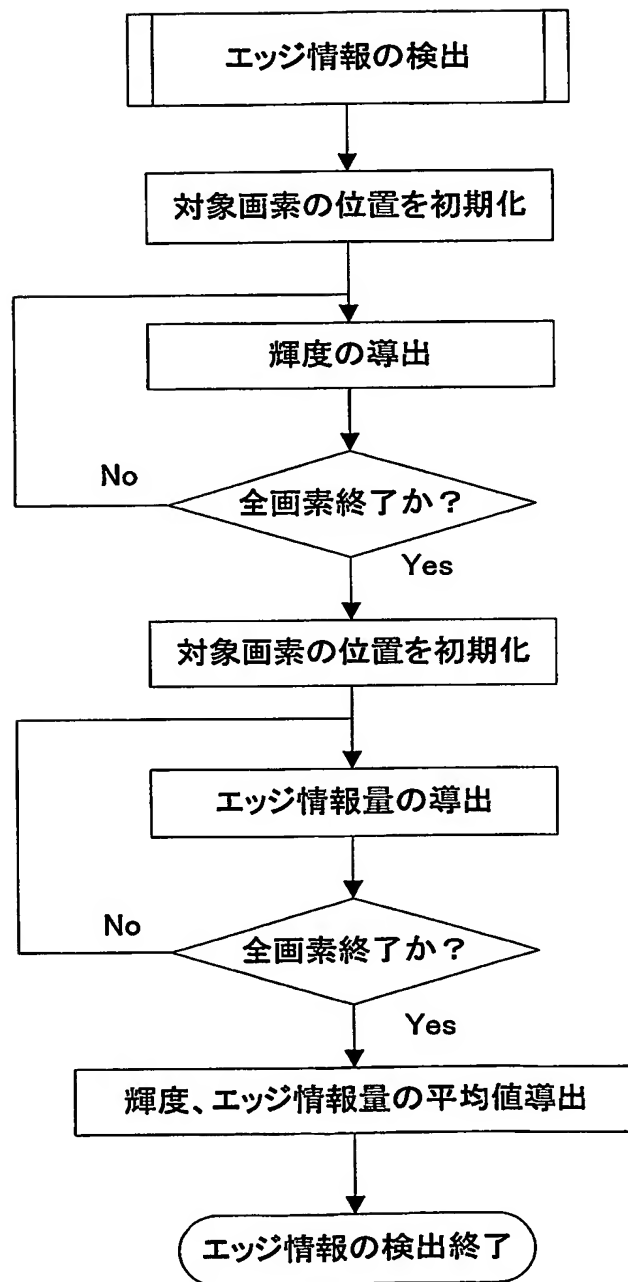 エッジ情報の検出
対象画素の位置を初期化
輝度の導出
No
全画素終了か？
Yes
対象画素の位置を初期化
エッジ情報量の導出
No
全画素終了か？
Yes
輝度、エッジ情報量の平均値導出
エッジ情報の検出終了